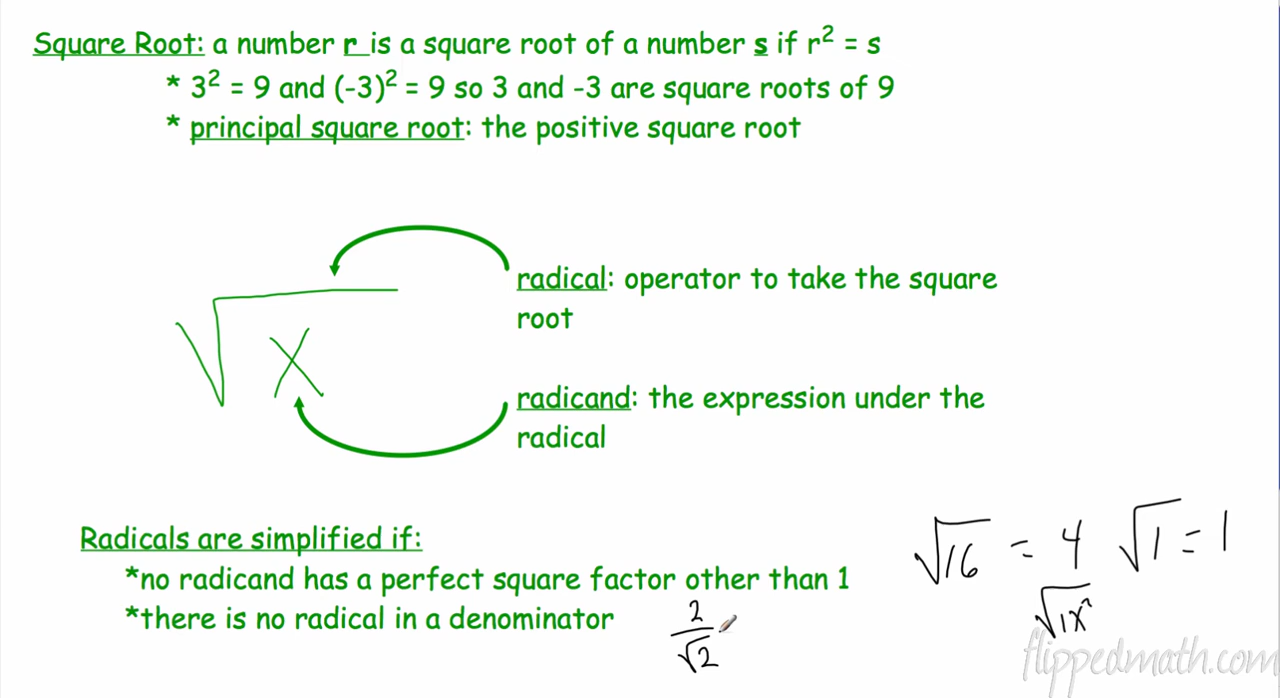 Square Root: a number r is a square root of a number s if r² = s
* 3² = 9 and (-3)² = 9 so 3 and -3 are square roots of 9
* principal square root: the positive square root
radical: operator to take the square
root
√x
radicand: the expression under the
radical
Radicals are simplified if:
*no radicand has a perfect square factor other than 1
*there is no radical in a denominator
2/√2
√16 = 4 √1 = 1
√1x²
flippedmath.com